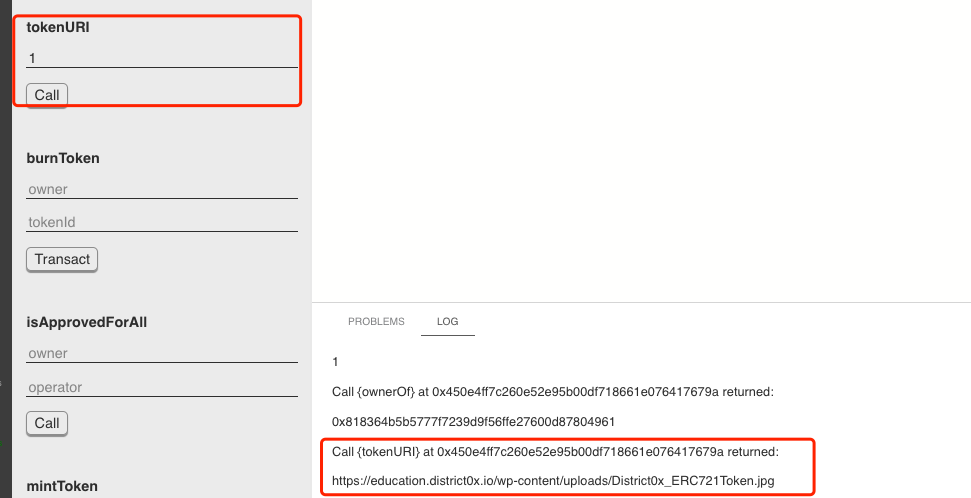 tokenURI
1
Call
burnToken
owner
tokenId
Transact
isApprovedForAll
owner
operator
Call
mintToken
PROBLEMS LOG
1
Call {ownerOf} at 0x450e4ff7c260e52e95b00df718661e076417679a returned:
0x818364b5b5777f7239d9f56ffe27600d87804961
Call {tokenURI} at 0x450e4ff7c260e52e95b00df718661e076417679a returned:
https://education.district0x.io/wp-content/uploads/District0x_ERC721Token.jpg